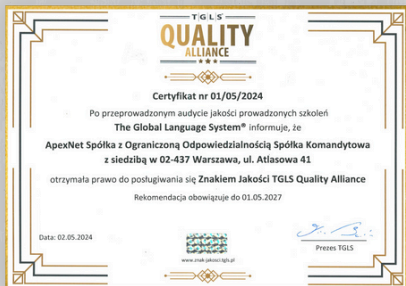 TGLS®
QUALITY
ALLIANCE
Certyfikat nr 01/05/2024
Po przeprowadzonym audycie jakości prowadzonych szkoleń
The Global Language System® informuje, że
ApexNet Spółka z Ograniczoną Odpowiedzialnością Spółka Komandytowa
z siedzibą w 02-437 Warszawa, ul. Atlasowa 41
otrzymała prawo do posługiwania się Znakiem Jakości TGLS Quality Alliance
Rekomendacja obowiązuje do 01.05.2027
Data: 02.05.2024
Prezes TGLS
www.znak-jakosci.tgls.pl